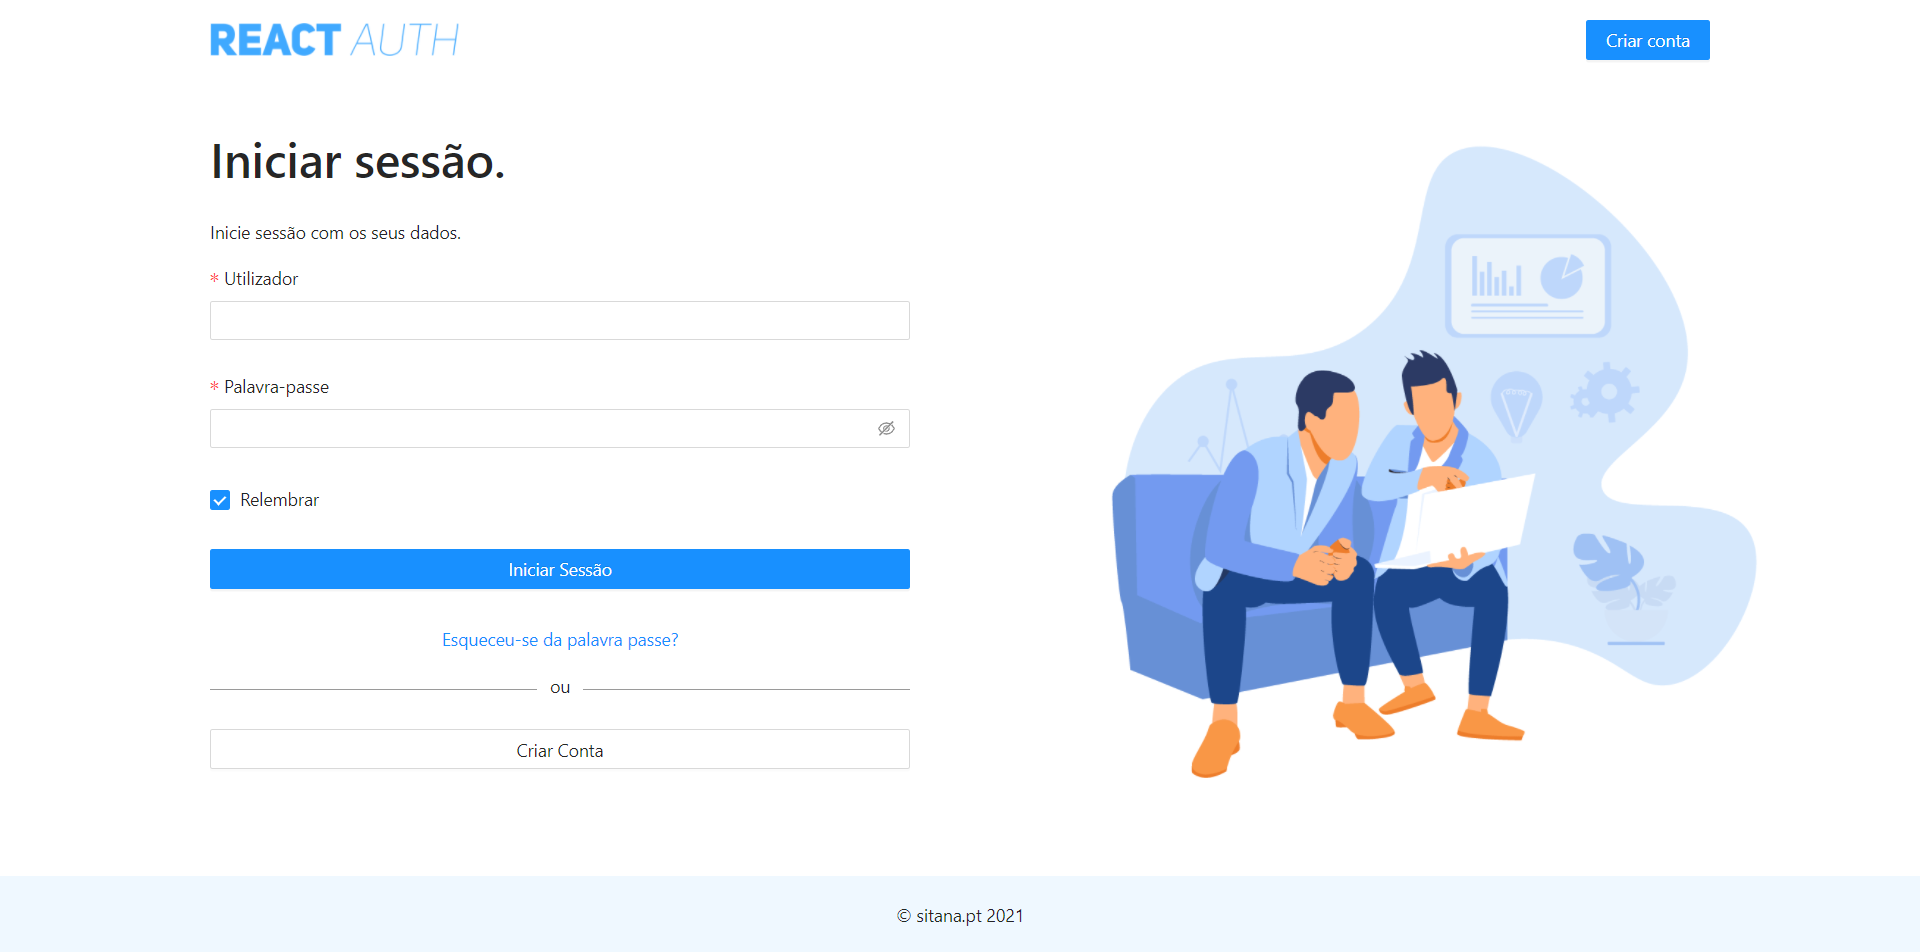 REACT AUTH
Criar conta
Iniciar sessão.
Inicie sessão com os seus dados.
* Utilizador
* Palavra-passe
Relembrar
Iniciar Sessão
Esqueceu-se da palavra passe?
ou
Criar Conta
© sitana.pt 2021